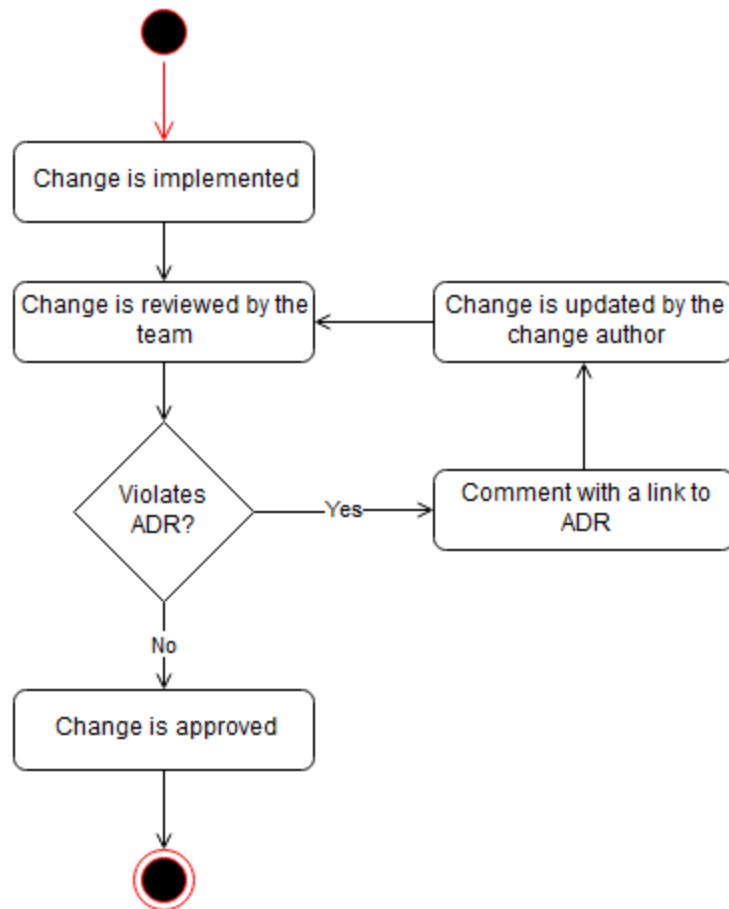 Change is implemented
Change is reviewed by the
team
Change is updated by the
change author
Violates
ADR?
Yes
Comment with a link to
ADR
No
Change is approved